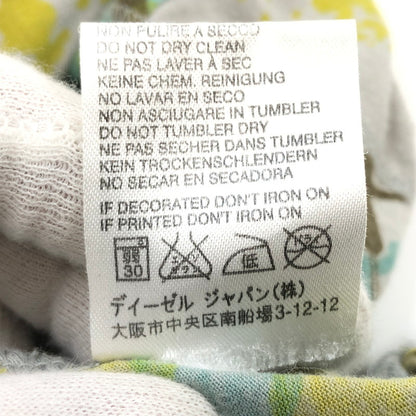 NON PULIRE A SECCO
DO NOT DRY CLEAN
NE PAS LAVER À SEC
KEINE CHEM. REINIGUNG
NO LAVAR EN SECO
NON ASCIUGARE IN TUMBLER
DO NOT TUMBLER DRY
NE PAS SECHER DANS TUMBLER
KEIN TROCKENSCHLENDERN
NO SECAR EN SECADORA
IF DECORATED DON'T IRON ON
IF PRINTED DON'T IRON ON
30 低
ディーゼル ジャパン(株)
大阪市中央区南船場3-12-12